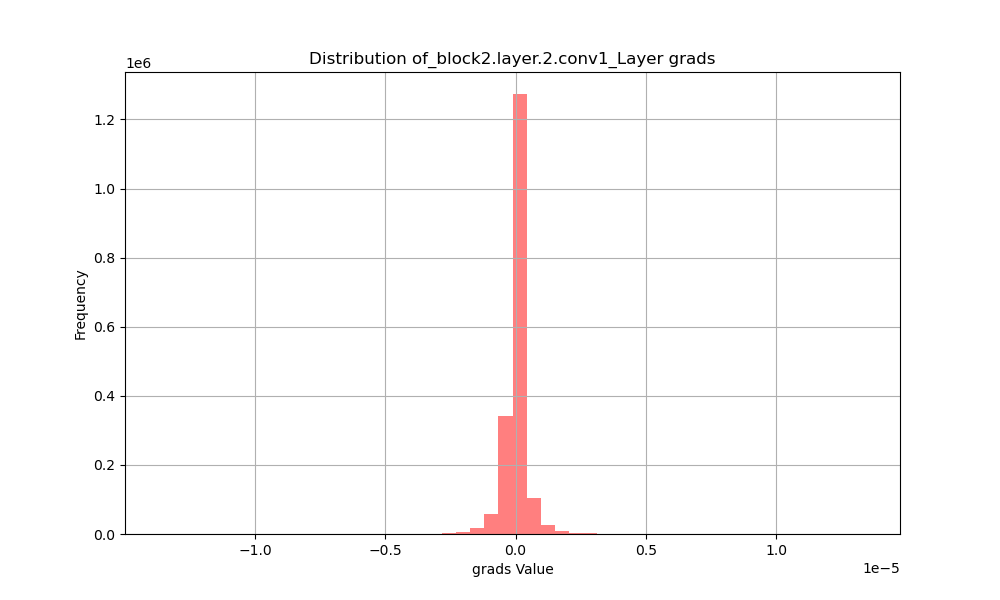 Distribution of_block2.layer.2.conv1_Layer grads
1e6
1.2
1.0
0.8
0.6
0.4
0.2
0.0
Frequency
−1.0 −0.5 0.0 0.5 1.0
1e−5
grads Value